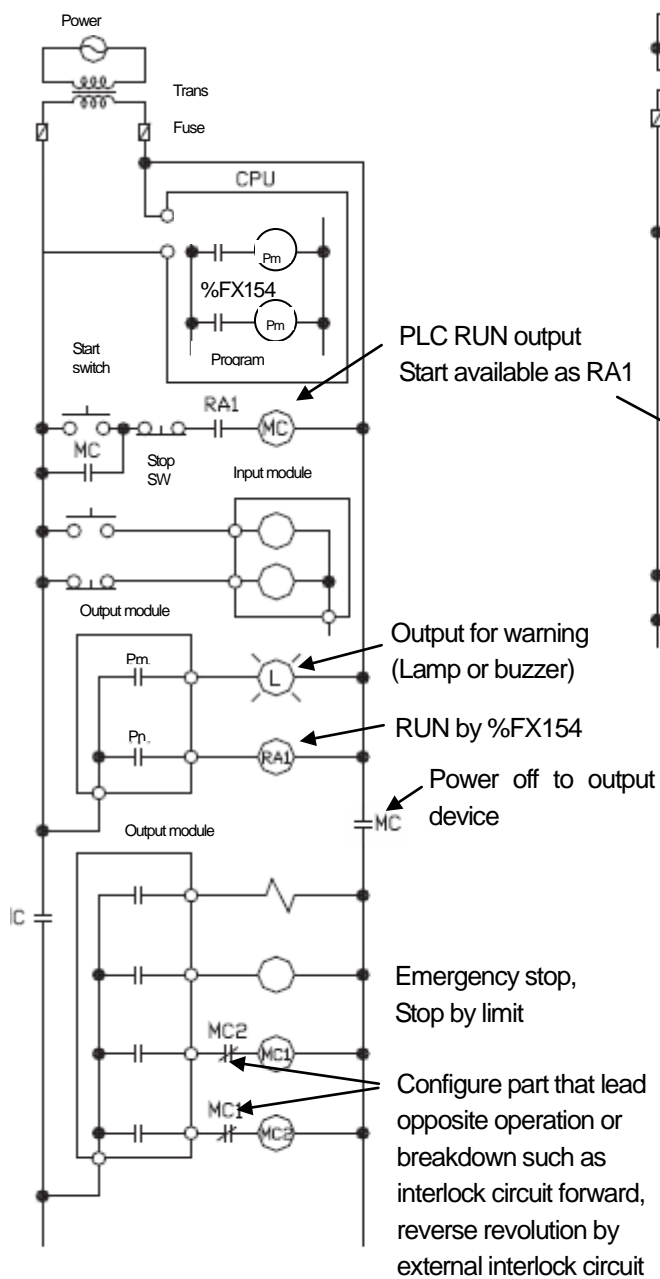 Power
Trans
Fuse
CPU
Pm
%FX154
Pm
Program
Start
switch
PLC RUN output
Start available as RA1
RA1
MC
MC
Stop
SW
Input module
Output module
Output for warning
(Lamp or buzzer)
Pm
L
RUN by %FX154
Pn
RA1
Power off to output
device
MC
Output module
C
Emergency stop,
Stop by limit
MC2
MC1
Configure part that lead
opposite operation or
breakdown such as
interlock circuit forward,
reverse revolution by
external interlock circuit
MC1
MC2